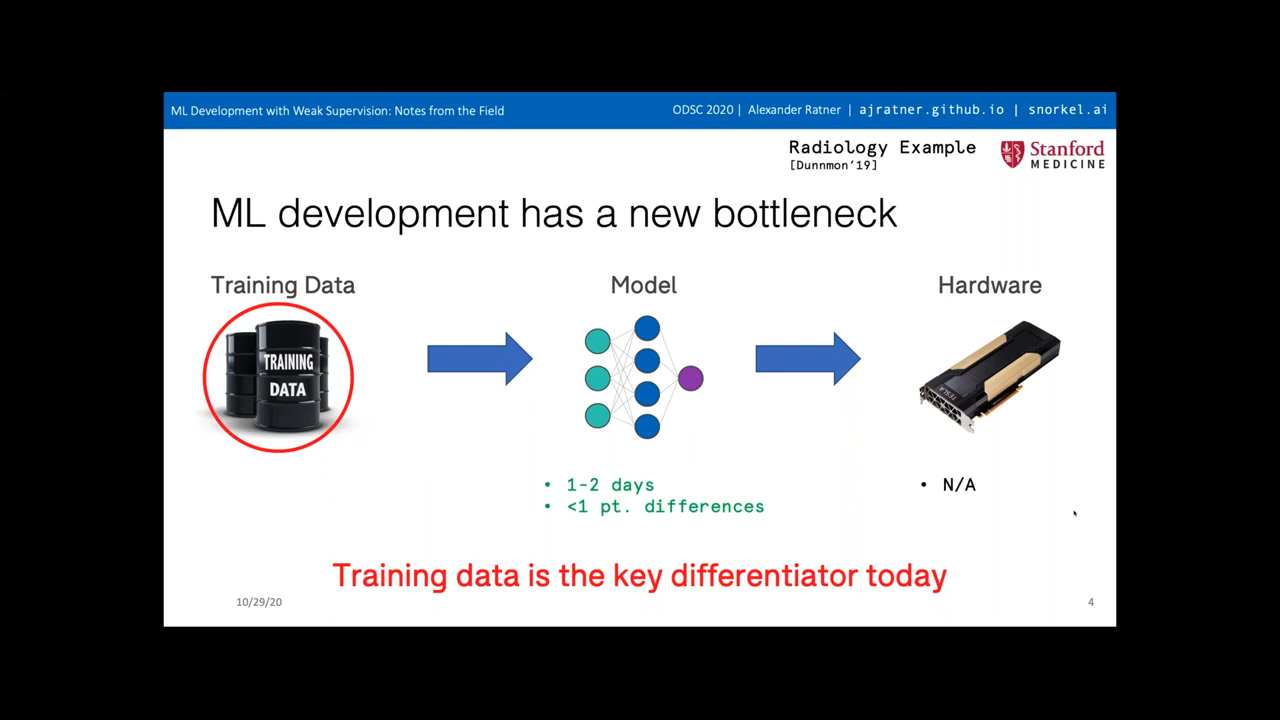 ML Development with Weak Supervision: Notes from the Field
ODSC 2020 | Alexander Ratner | ajratner.github.io | snorkel.ai
Radiology Example
[Dunnmon'19]
Stanford
MEDICINE
ML development has a new bottleneck
Training Data
Model
Hardware
TRAINING
DATA
TESLA
• 1-2 days
• <1 pt. differences
• N/A
Training data is the key differentiator today
10/29/20
4